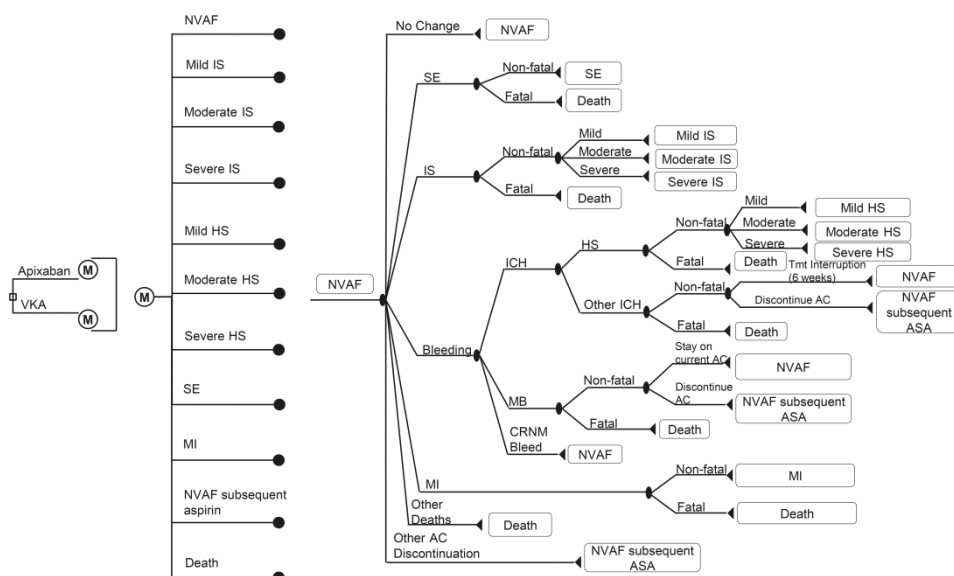 Apixaban
M
VKA
M
M
NVAF
Mild IS
Moderate IS
Severe IS
Mild HS
Moderate HS
Severe HS
SE
MI
NVAF subsequent
aspirin
Death
NVAF
No Change
NVAF
SE
Non-fatal
SE
Fatal
Death
IS
Non-fatal
Mild
Mild IS
Moderate
Moderate IS
Severe
Severe IS
Fatal
Death
Bleeding
ICH
HS
Non-fatal
Mild
Mild HS
Moderate
Moderate HS
Severe
Severe HS
Fatal
Death
Other ICH
Non-fatal
Tmt Interruption
(6 weeks)
NVAF
Discontinue AC
NVAF
subsequent
ASA
Fatal
Death
MB
Non-fatal
Stay on
current AC
NVAF
Discontinue
AC
NVAF subsequent
ASA
Fatal
Death
CRNM
Bleed
NVAF
MI
Non-fatal
MI
Fatal
Death
Other
Deaths
Death
Other AC
Discontinuation
NVAF subsequent
ASA